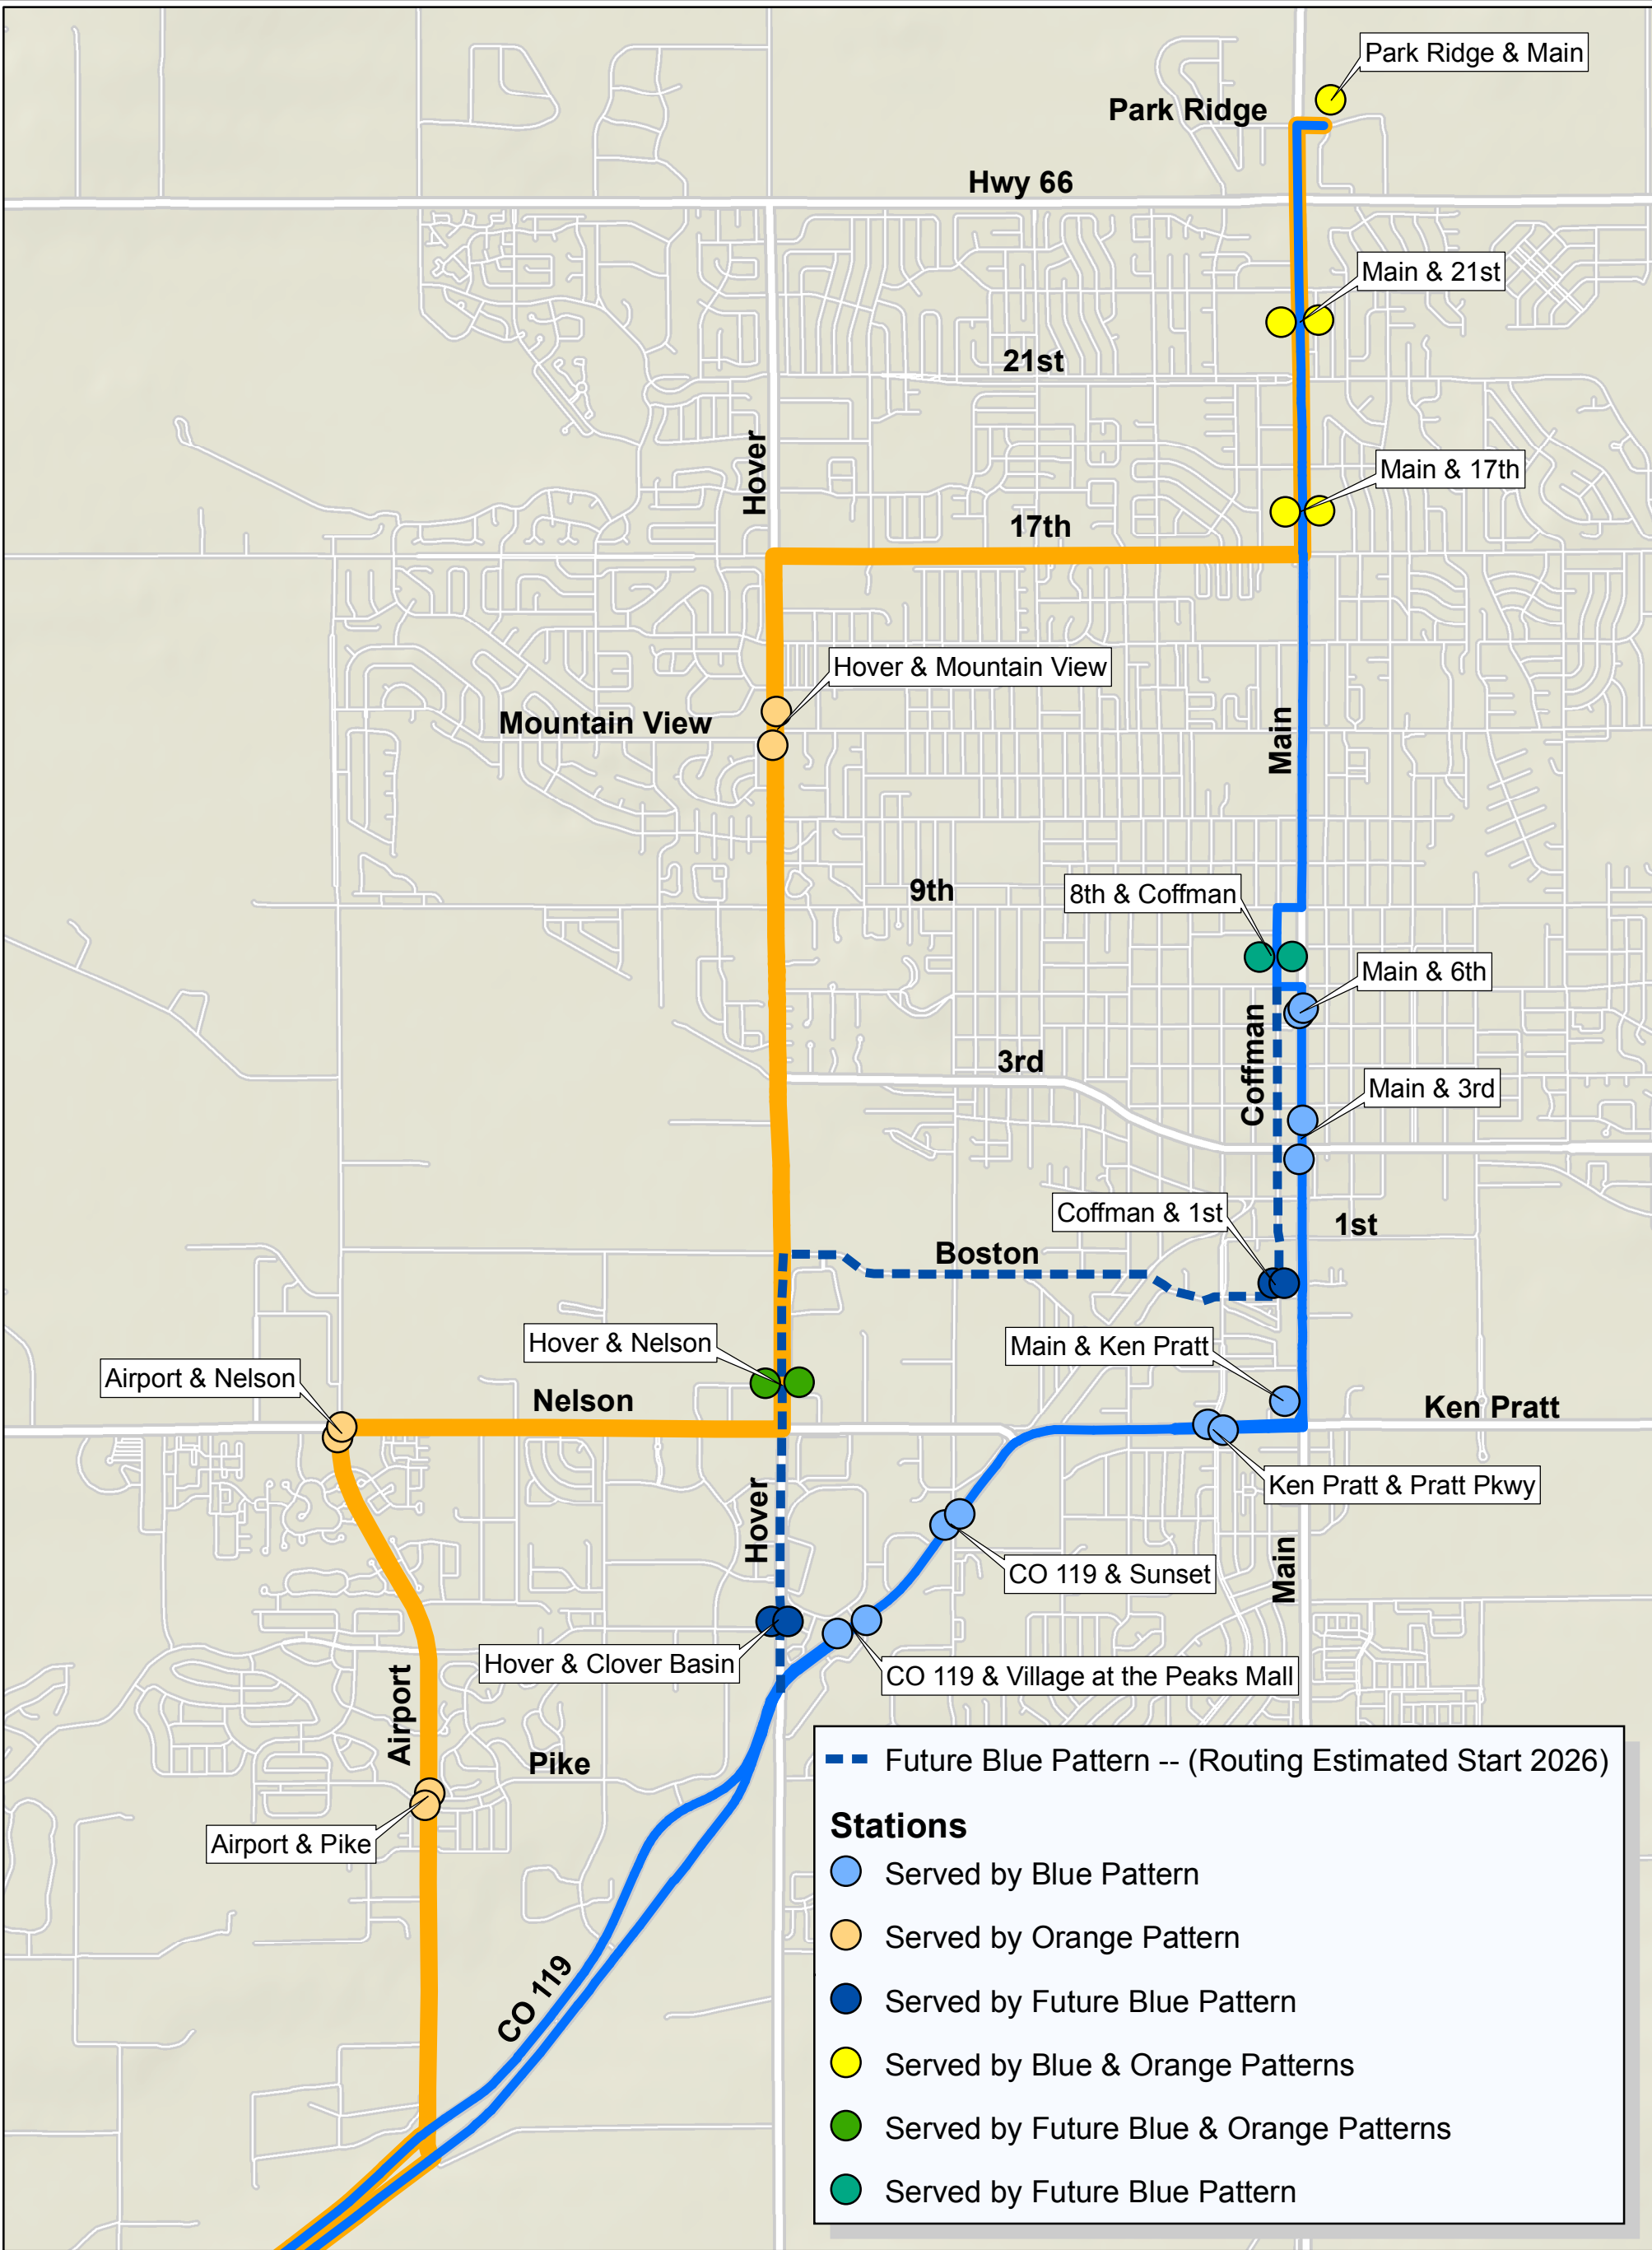 Park Ridge & Main
Park Ridge
Hwy 66
Main & 21st
21st
Hover
Main & 17th
17th
Hover & Mountain View
Mountain View
Main
9th
8th & Coffman
Main & 6th
Coffman
3rd
Main & 3rd
Coffman & 1st
1st
Boston
Hover & Nelson
Main & Ken Pratt
Airport & Nelson
Nelson
Ken Pratt
Ken Pratt & Pratt Pkwy
Hover
Main
CO 119 & Sunset
Hover & Clover Basin
CO 119 & Village at the Peaks Mall
Airport
Pike
Airport & Pike
CO 119
Future Blue Pattern -- (Routing Estimated Start 2026)
Stations
Served by Blue Pattern
Served by Orange Pattern
Served by Future Blue Pattern
Served by Blue & Orange Patterns
Served by Future Blue & Orange Patterns
Served by Future Blue Pattern